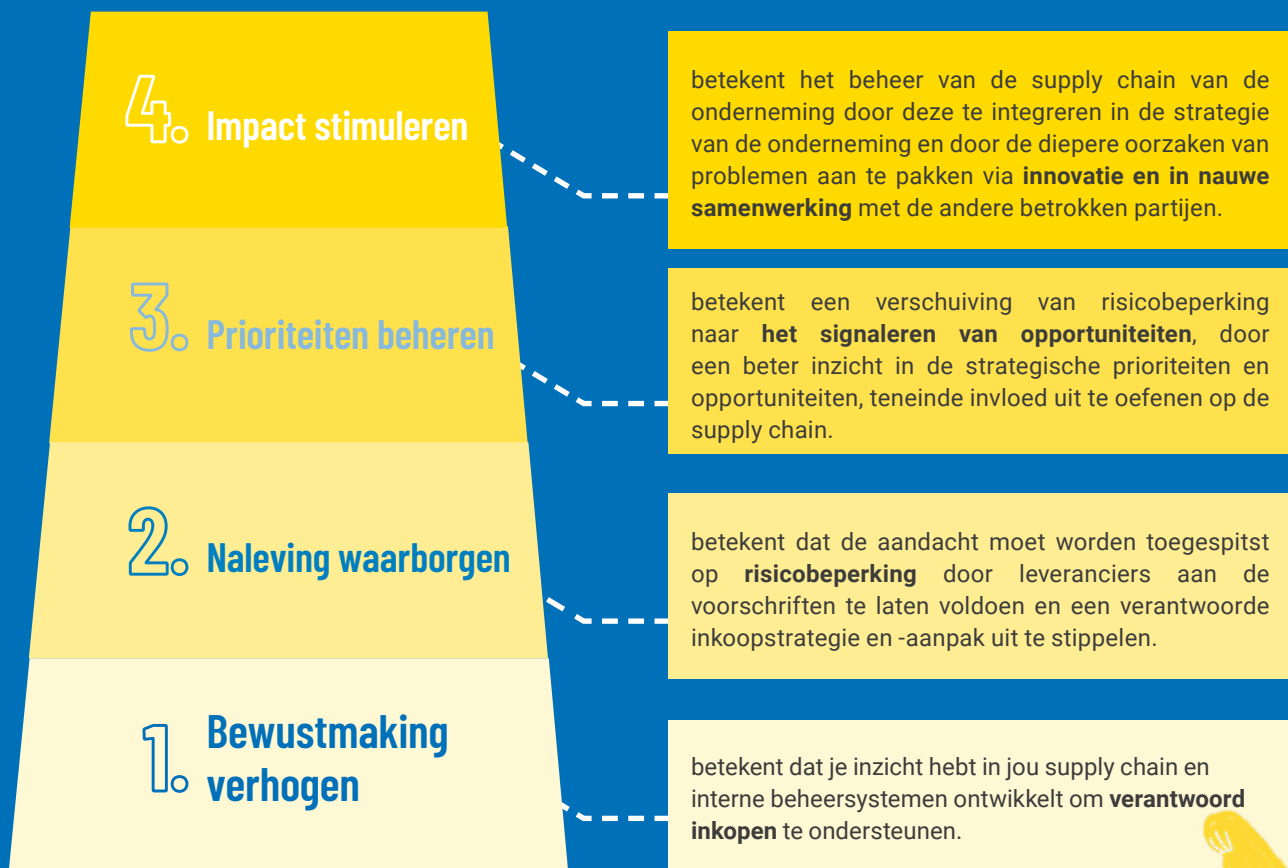 4. Impact stimuleren
betekent het beheer van de supply chain van de
onderneming door deze te integreren in de strategie
van de onderneming en door de diepere oorzaken van
problemen aan te pakken via innovatie en in nauwe
samenwerking met de andere betrokken partijen.
3. Prioriteiten beheren
betekent een verschuiving van risicobeperking
naar het signaleren van opportuniteiten, door
een beter inzicht in de strategische prioriteiten en
opportuniteiten, teneinde invloed uit te oefenen op de
supply chain.
2. Naleving waarborgen
betekent dat de aandacht moet worden toegespitst
op risicobeperking door leveranciers aan de
voorschriften te laten voldoen en een verantwoorde
inkoopstrategie en -aanpak uit te stippelen.
1. Bewustmaking
verhogen
betekent dat je inzicht hebt in jou supply chain en
interne beheersystemen ontwikkelt om verantwoord
inkopen te ondersteunen.